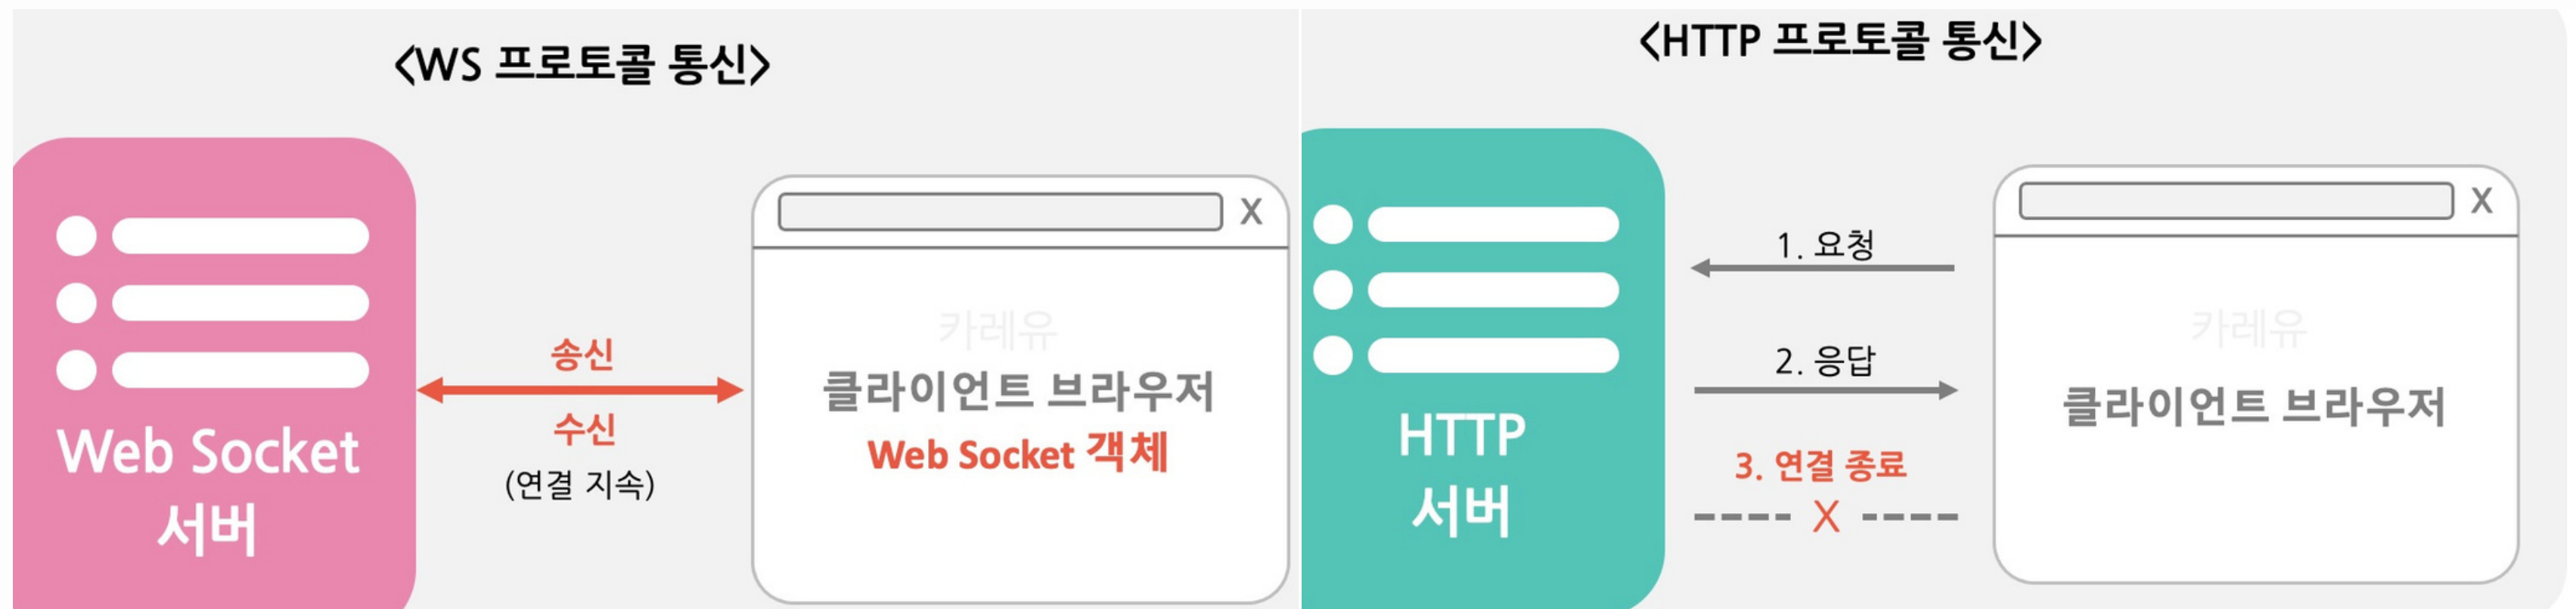 <WS 프로토콜 통신>
Web Socket
서버
송신
수신
(연결 지속)
X
카레유
클라이언트 브라우저
Web Socket 객체
<HTTP 프로토콜 통신>
HTTP
서버
1. 요청
2. 응답
3. 연결 종료
X
X
카레유
클라이언트 브라우저